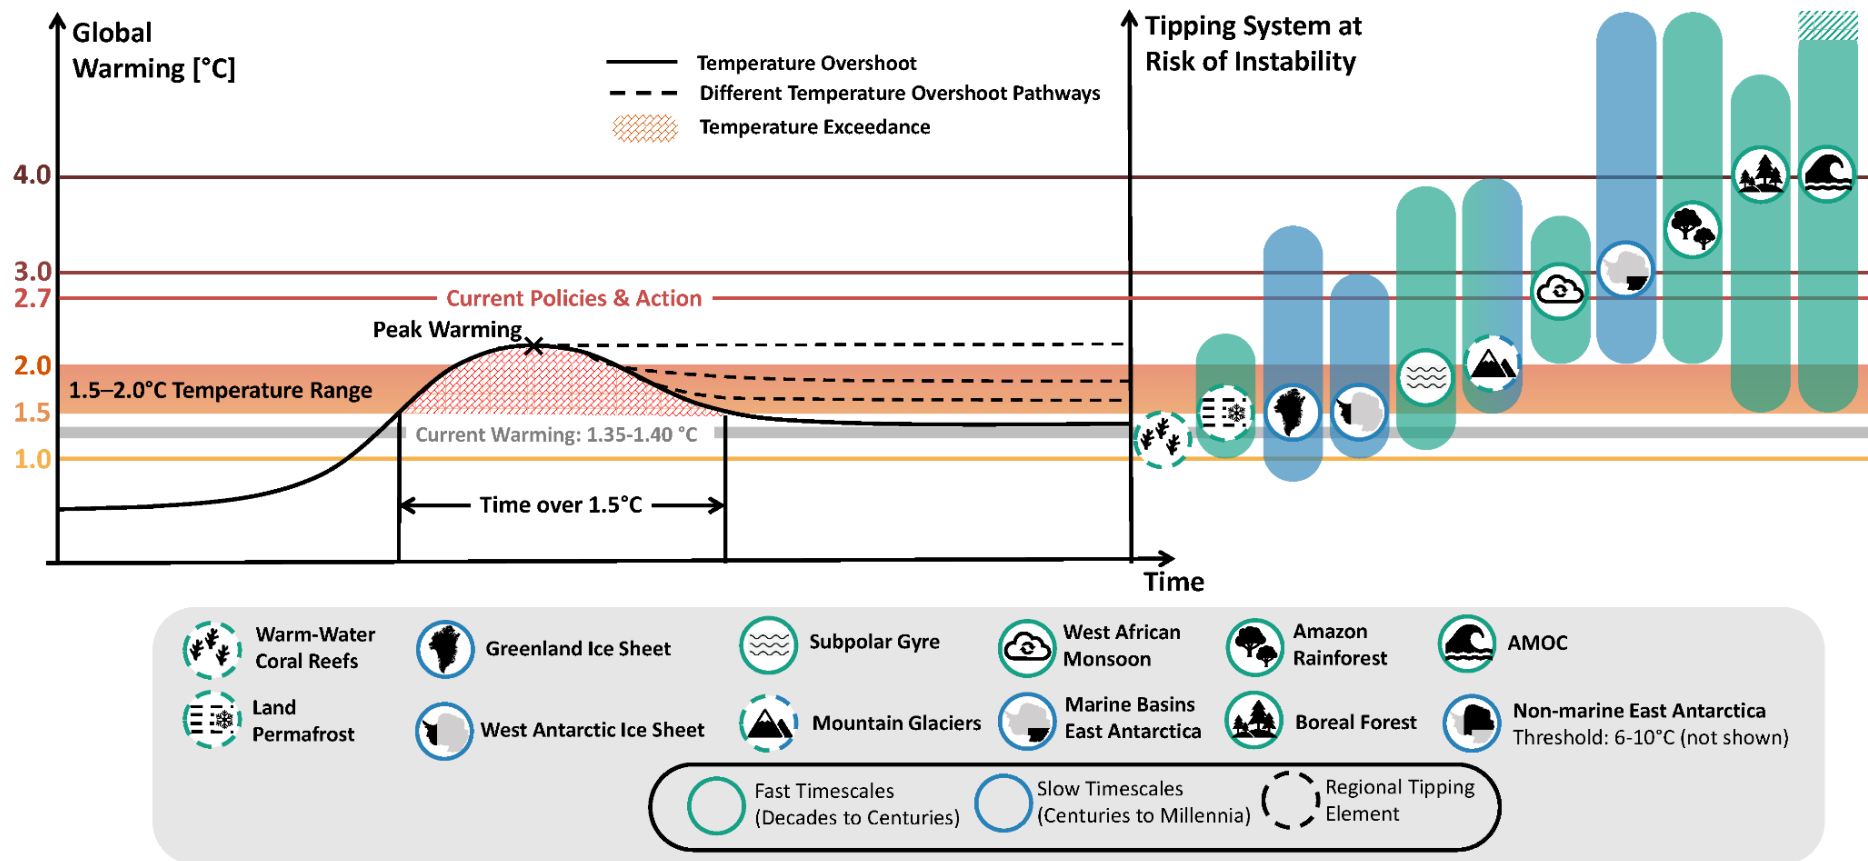 Global
Warming [°C]
Temperature Overshoot
Different Temperature Overshoot Pathways
Temperature Exceedance
Tipping System at
Risk of Instability
4.0
3.0
2.7
Current Policies & Action
Peak Warming
2.0
1.5–2.0°C Temperature Range
1.5
Current Warming: 1.35-1.40 °C
1.0
Time over 1.5°C
Time
Warm-Water
Coral Reefs
Greenland Ice Sheet
Subpolar Gyre
West African
Monsoon
Amazon
Rainforest
AMOC
Land
Permafrost
West Antarctic Ice Sheet
Mountain Glaciers
Marine Basins
East Antarctica
Boreal Forest
Non-marine East Antarctica
Threshold: 6-10°C (not shown)
Fast Timescales
(Decades to Centuries)
Slow Timescales
(Centuries to Millennia)
Regional Tipping
Element